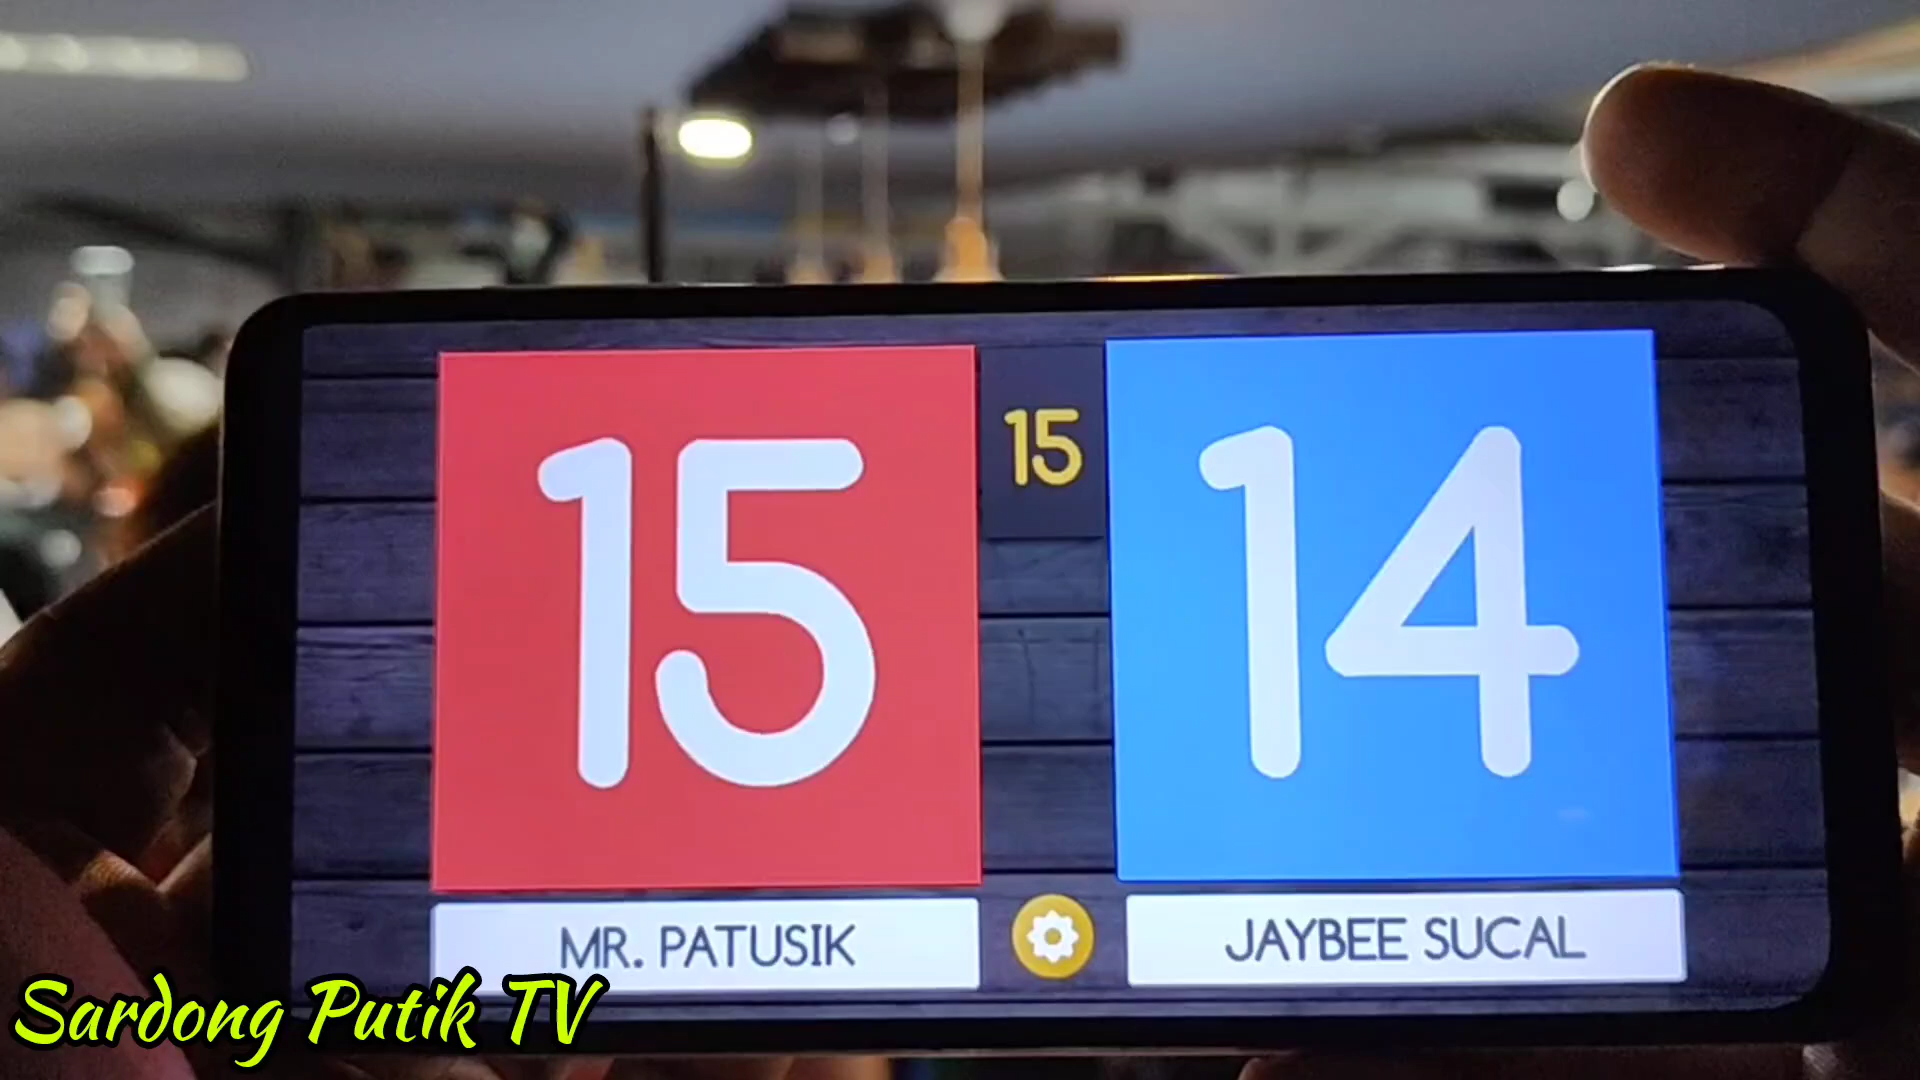 15
15
14
MR. PATUSIK
JAYBEE SUCAL
Sardong Putik TV